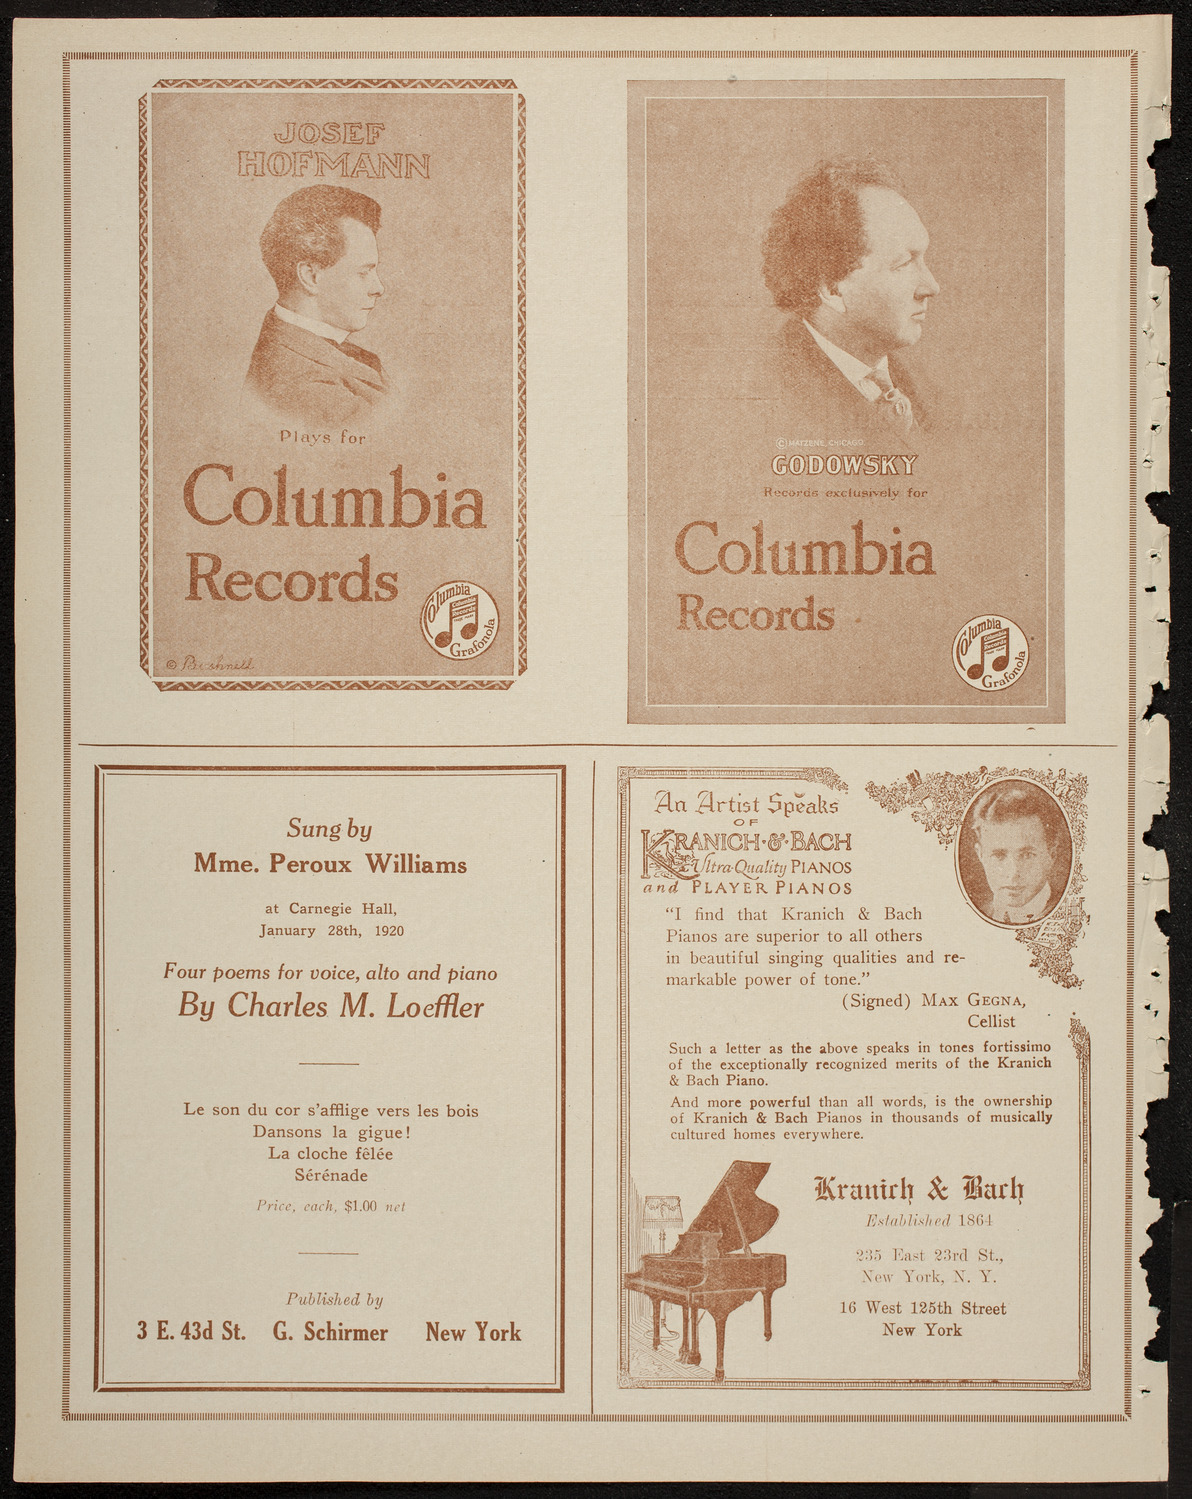 JOSEF
HOFMANN
Plays for
Columbia
Records
Columbia
Columbia
Records
Grafonola
© Bushnell
© MATZENE, CHICAGO
GODOWSKY
Records exclusively for
Columbia
Records
Columbia
Columbia
Records
Grafonola
Sung by
Mme. Peroux Williams
at Carnegie Hall,
January 28th, 1920
Four poems for voice, alto and piano
By Charles M. Loeffler
Le son du cor s'afflige vers les bois
Dansons la gigue!
La cloche fêlée
Sérénade
Price, each, $1.00 net
Published by
3 E. 43d St. G. Schirmer New York
An Artist Speaks
OF
KRANICH·&·BACH
Ultra-Quality PIANOS
and PLAYER PIANOS
"I find that Kranich & Bach
Pianos are superior to all others
in beautiful singing qualities and re-
markable power of tone."
(Signed) MAX GEGNA,
Cellist
Such a letter as the above speaks in tones fortissimo
of the exceptionally recognized merits of the Kranich
& Bach Piano.
And more powerful than all words, is the ownership
of Kranich & Bach Pianos in thousands of musically
cultured homes everywhere.
Kranich & Bach
Established 1864
235 East 23rd St.,
New York, N. Y.
16 West 125th Street
New York